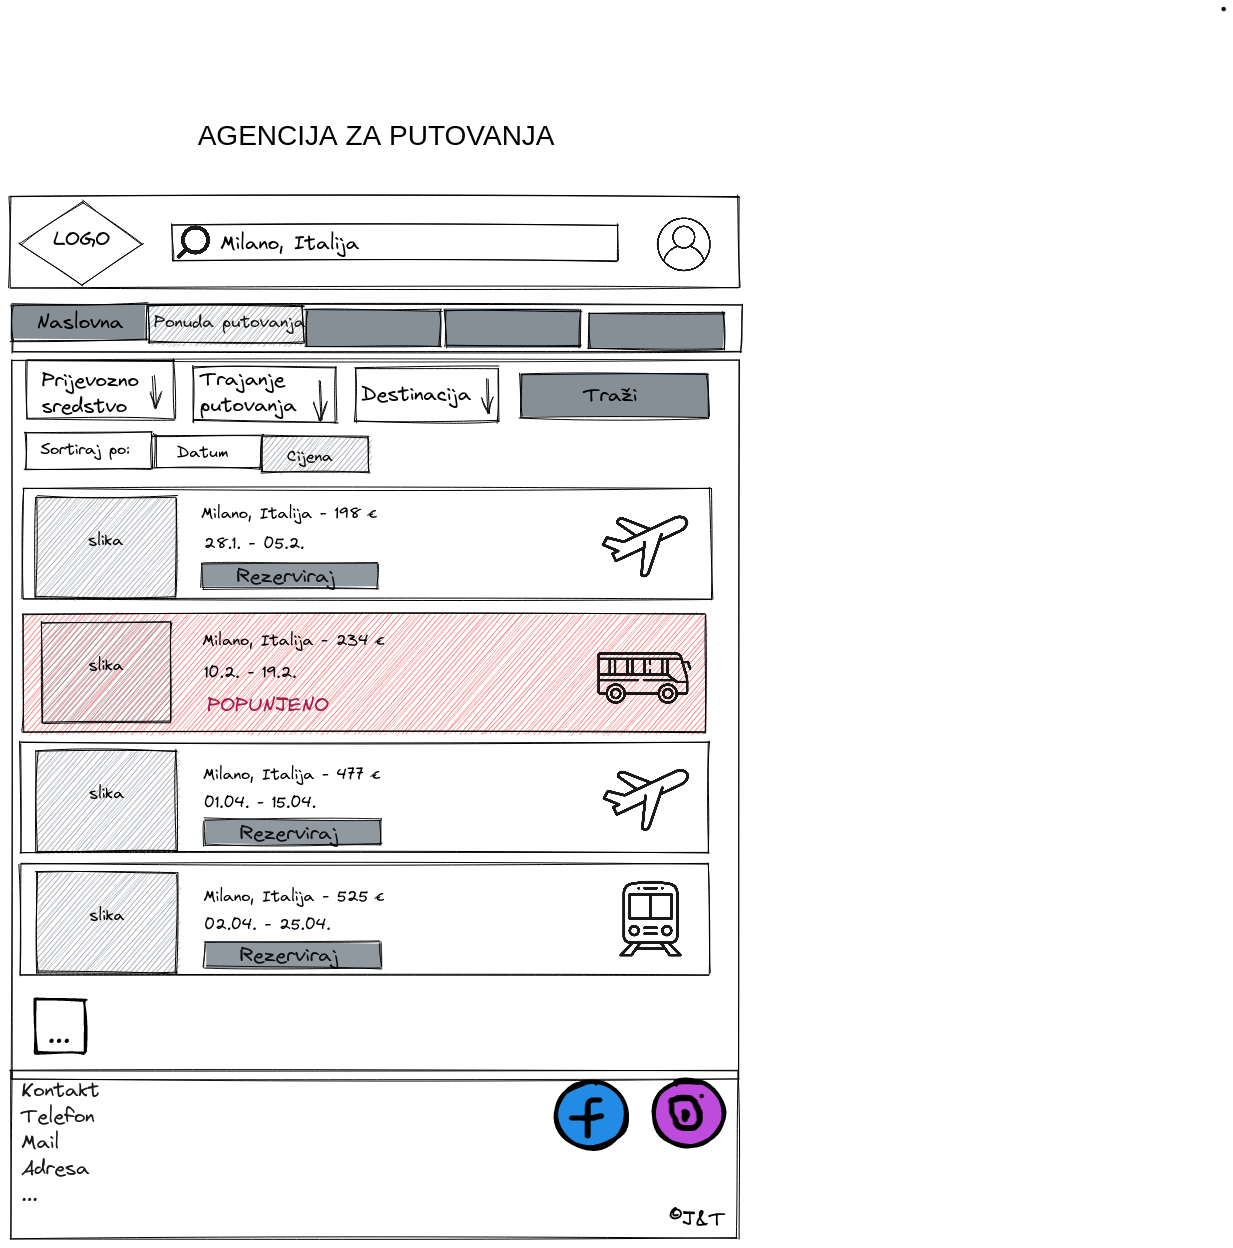 AGENCIJA ZA PUTOVANJA
LOGO
Milano, Italija
Naslovna
Ponuda putovanja
Prijevozno
sredstvo
Trajanje
putovanja
Destinacija
Traži
Sortiraj po:
Datum
Cijena
slika
Milano, Italija - 198 €
28.1. - 05.2.
Rezerviraj
slika
Milano, Italija - 234 €
10.2. - 19.2.
POPUNJENO
slika
Milano, Italija - 477 €
01.04. - 15.04.
Rezerviraj
slika
Milano, Italija - 525 €
02.04. - 25.04.
Rezerviraj
...
Kontakt
Telefon
Mail
Adresa
...
©J&T